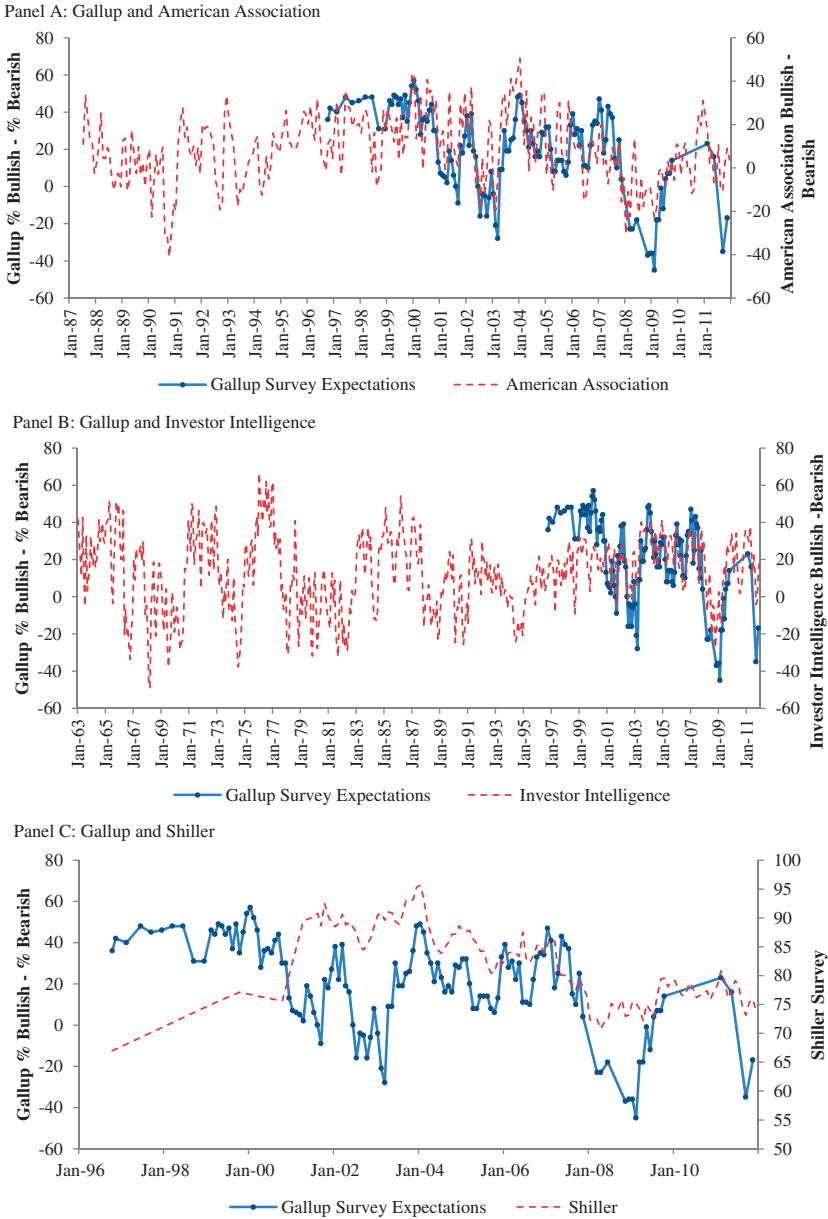 Panel A: Gallup and American Association
80
60
40
20
0
-20
-40
-60
Gallup % Bullish - % Bearish
60
40
20
0
-20
-40
-60
American Association Bullish -
Bearish
Jan-87
Jan-88
Jan-89
Jan-90
Jan-91
Jan-92
Jan-93
Jan-94
Jan-95
Jan-96
Jan-97
Jan-98
Jan-99
Jan-00
Jan-01
Jan-02
Jan-03
Jan-04
Jan-05
Jan-06
Jan-07
Jan-08
Jan-09
Jan-10
Jan-11
Gallup Survey Expectations
American Association
Panel B: Gallup and Investor Intelligence
80
60
40
20
0
-20
-40
-60
Gallup % Bullish - % Bearish
80
60
40
20
0
-20
-40
-60
Investor Itntelligence Bullish -Bearish
Jan-63
Jan-65
Jan-67
Jan-69
Jan-71
Jan-73
Jan-75
Jan-77
Jan-79
Jan-81
Jan-83
Jan-85
Jan-87
Jan-89
Jan-91
Jan-93
Jan-95
Jan-97
Jan-99
Jan-01
Jan-03
Jan-05
Jan-07
Jan-09
Jan-11
Gallup Survey Expectations
Investor Intelligence
Panel C: Gallup and Shiller
80
60
40
20
0
-20
-40
-60
Gallup % Bullish - % Bearish
100
95
90
85
80
75
70
65
60
55
50
Shiller Survey
Jan-96
Jan-98
Jan-00
Jan-02
Jan-04
Jan-06
Jan-08
Jan-10
Gallup Survey Expectations
Shiller